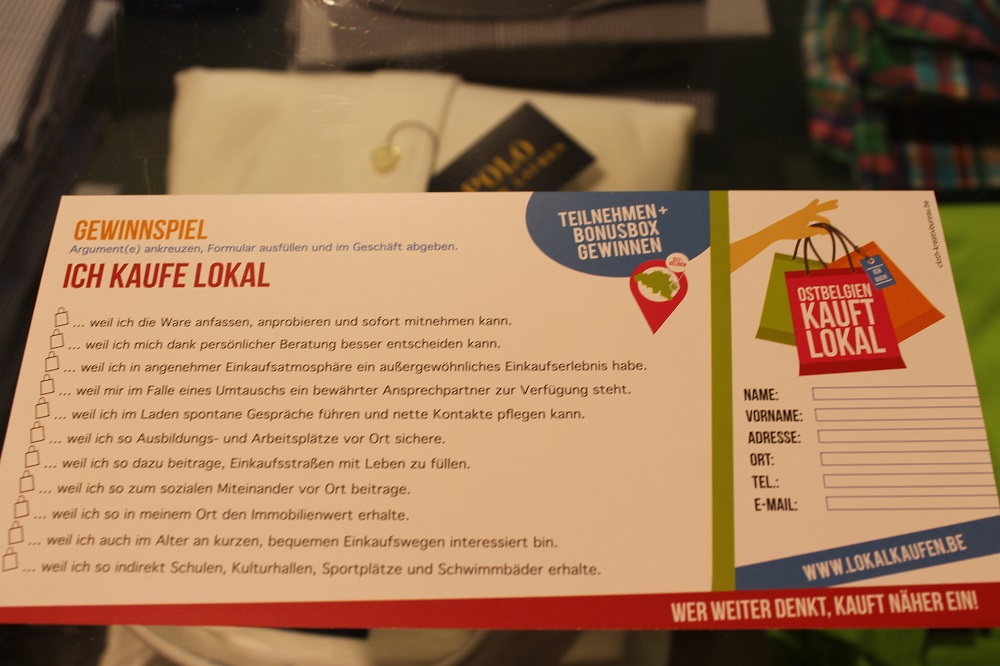 POLO
GEWINNSPIEL
Argument(e) ankreuzen, Formular ausfüllen und im Geschäft abgeben.
ICH KAUFE LOKAL
... weil ich die Ware anfassen, anprobieren und sofort mitnehmen kann.
... weil ich mich dank persönlicher Beratung besser entscheiden kann.
... weil ich in angenehmer Einkaufsatmosphäre ein außergewöhnliches Einkaufserlebnis habe.
... weil mir im Falle eines Umtauschs ein bewährter Ansprechpartner zur Verfügung steht.
... weil ich im Laden spontane Gespräche führen und nette Kontakte pflegen kann.
... weil ich so Ausbildungs- und Arbeitsplätze vor Ort sichere.
... weil ich so dazu beitrage, Einkaufsstraßen mit Leben zu füllen.
... weil ich so zum sozialen Miteinander vor Ort beitrage.
... weil ich so in meinem Ort den Immobilienwert erhalte.
... weil ich auch im Alter an kurzen, bequemen Einkaufswegen interessiert bin.
... weil ich so indirekt Schulen, Kulturhallen, Sportplätze und Schwimmbäder erhalte.
TEILNEHMEN+
BONUSBOX
GEWINNEN
OSTBELGIEN
KAUFT
LOKAL
ICH
AUCH!
NAME:
VORNAME:
ADRESSE:
ORT:
TEL.:
E-MAIL:
WWW.LOKALKAUFEN.BE
WER WEITER DENKT, KAUFT NÄHER EIN!